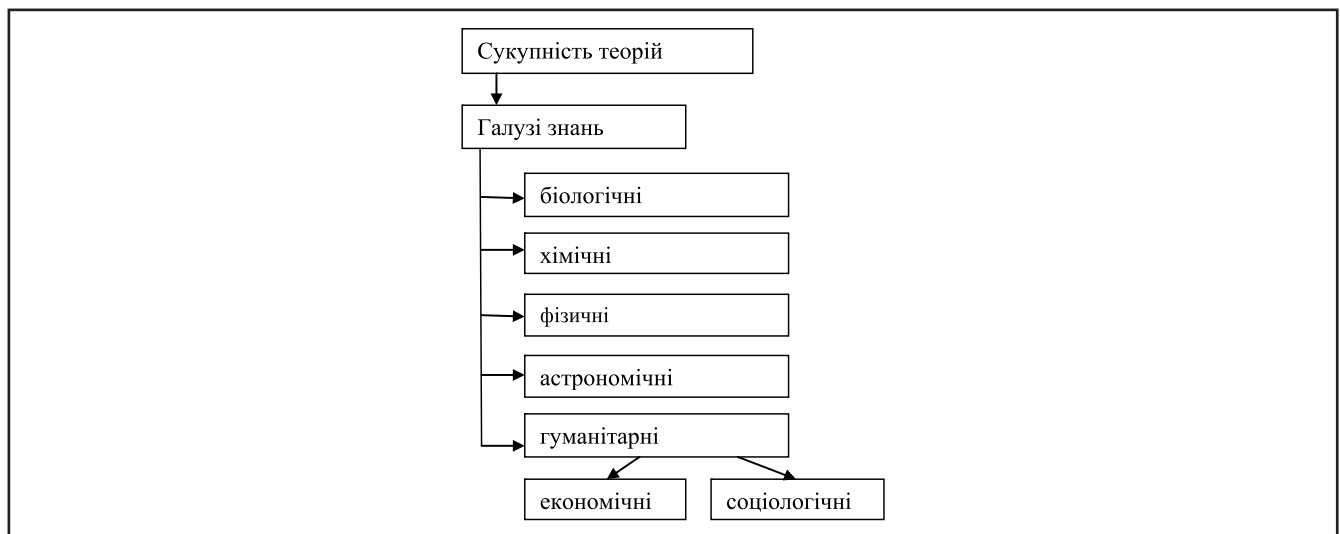 Сукупність теорій
Галузі знань
біологічні
хімічні
фізичні
астрономічні
гуманітарні
економічні
соціологічні